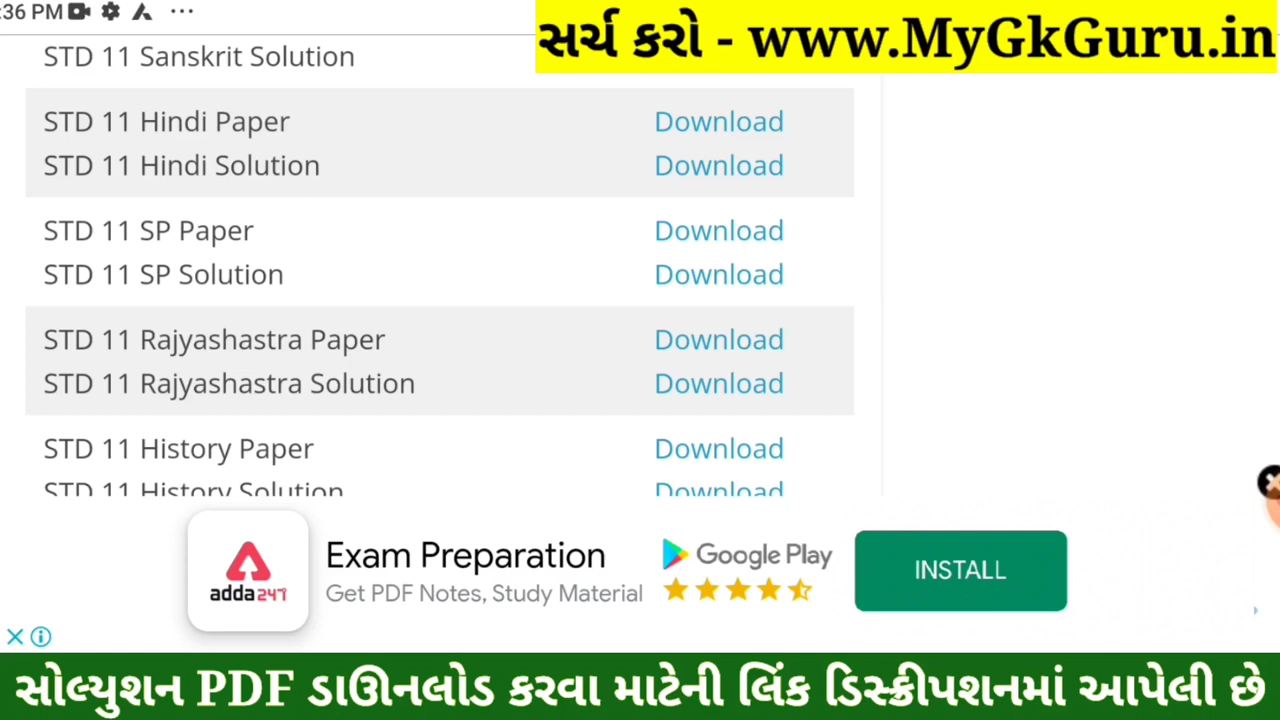 :36 PM
સર્ચ કરો - www.MyGkGuru.in
STD 11 Sanskrit Solution
STD 11 Hindi Paper Download
STD 11 Hindi Solution Download
STD 11 SP Paper Download
STD 11 SP Solution Download
STD 11 Rajyashastra Paper Download
STD 11 Rajyashastra Solution Download
STD 11 History Paper Download
STD 11 History Solution Download
adda247
Exam Preparation
Get PDF Notes, Study Material
Google Play
INSTALL
સોલ્યુશન PDF ડાઊનલોડ કરવા માટેની લિંક ડિસ્ક્રીપશનમાં આપેલી છે